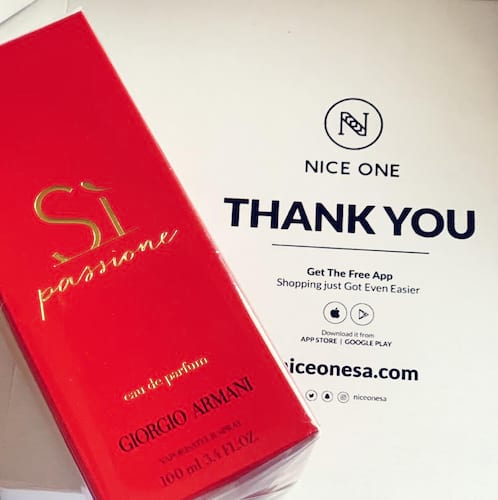 Sì
passione
eau de parfum
GIORGIO ARMANI
VAPORISATEUR SPRAY
100 ml 3.4 FL.OZ.
N
NICE ONE
THANK YOU
Get The Free App
Shopping just Got Even Easier
Download it from
APP STORE | GOOGLE PLAY
niceonesa.com
niceonesa